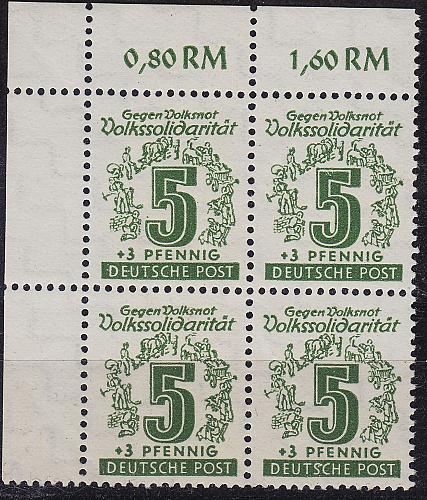 0,80 RM 1,60 RM
Gegen Volksnot
Volkssolidarität
5
+3 PFENNIG
DEUTSCHE POST
Gegen Volksnot
Volkssolidarität
5
+3 PFENNIG
DEUTSCHE POST
Gegen Volksnot
Volkssolidarität
5
+3 PFENNIG
DEUTSCHE POST
Gegen Volksnot
Volkssolidarität
5
+3 PFENNIG
DEUTSCHE POST